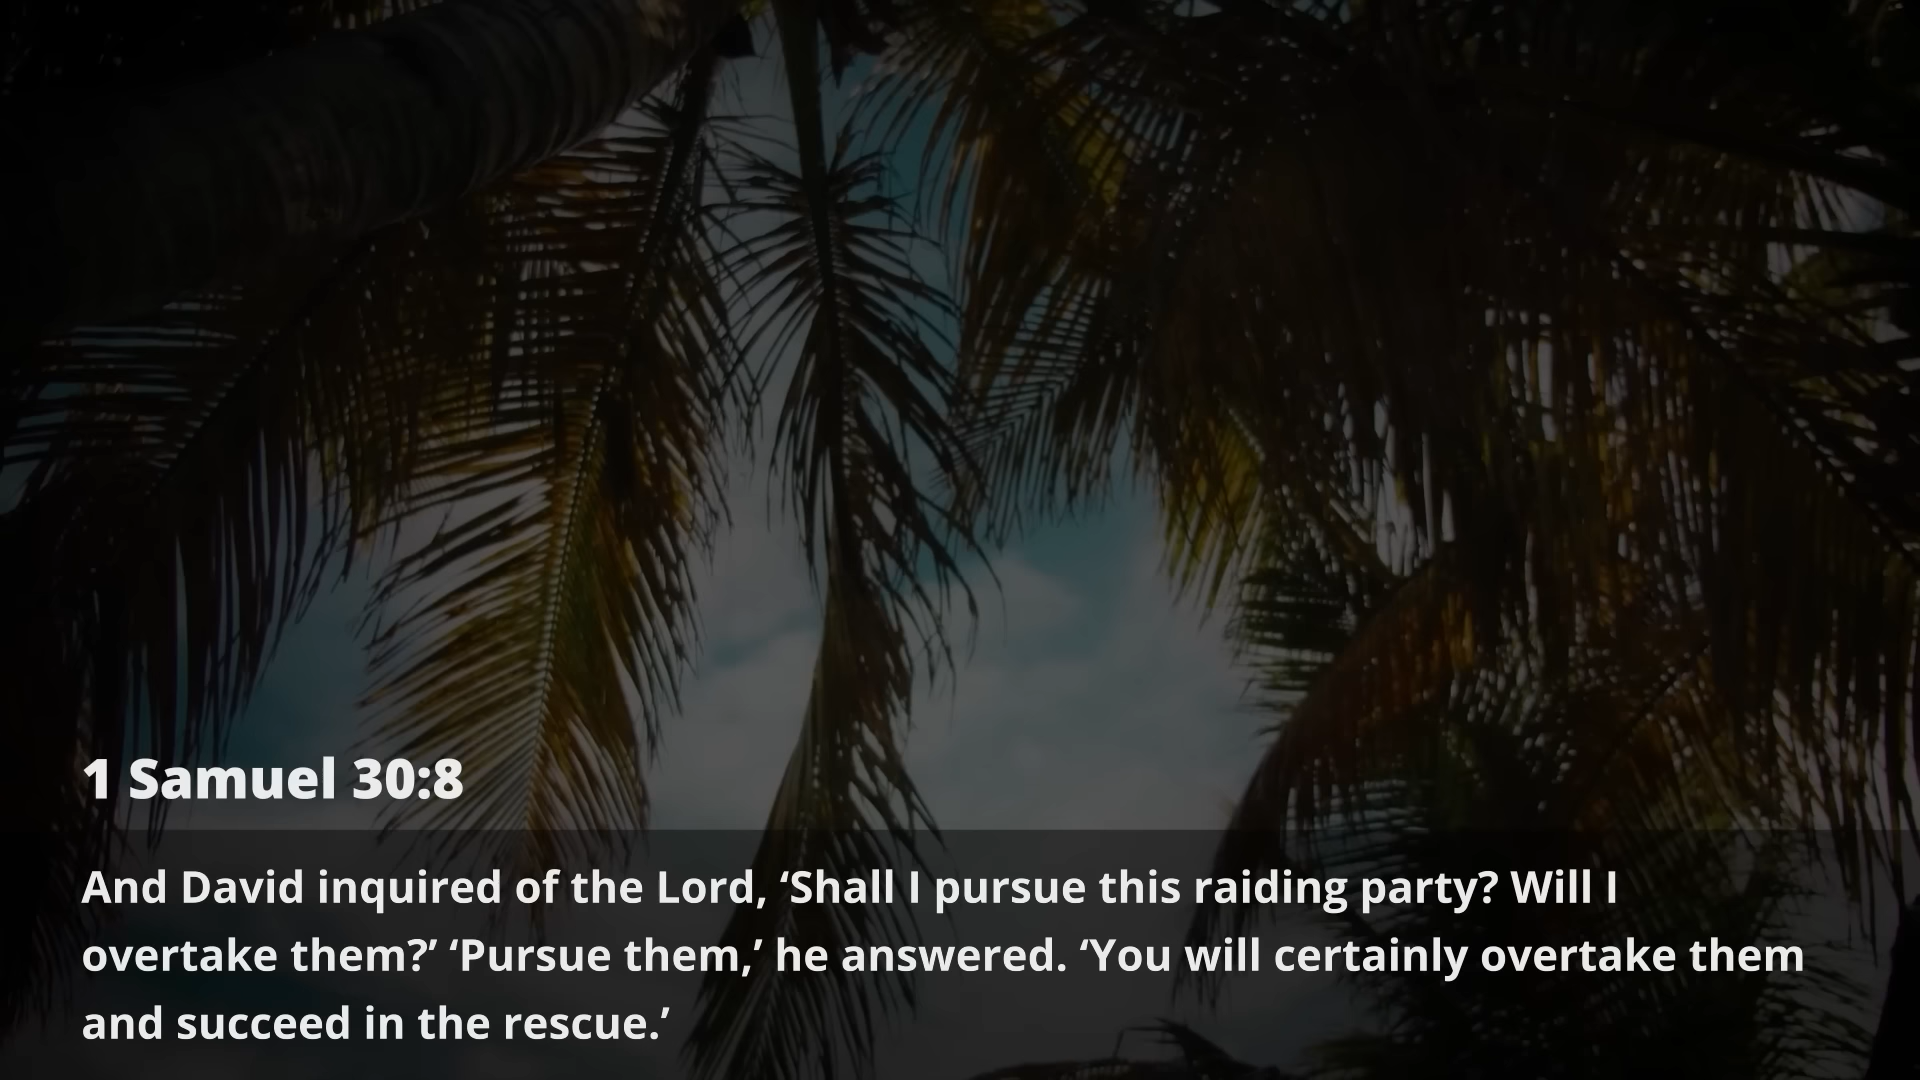 1 Samuel 30:8
And David inquired of the Lord, ‘Shall I pursue this raiding party? Will I
overtake them?’ ‘Pursue them,’ he answered. ‘You will certainly overtake them
and succeed in the rescue.’